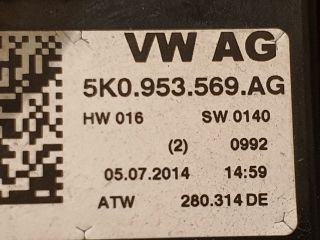 VW AG
5K0.953.569.AG
HW 016 SW 0140
(2) 0992
05.07.2014 14:59
ATW 280.314 DE